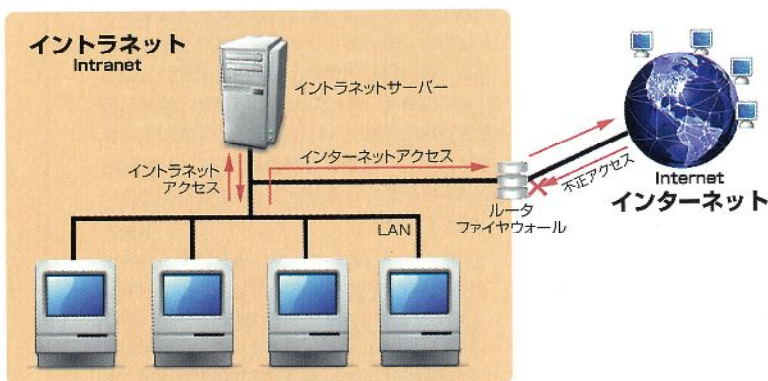 イントラネット
Intranet
イントラネットサーバー
イントラネット
アクセス
インターネットアクセス
不正アクセス
ルータ
ファイヤウォール
LAN
Internet
インターネット